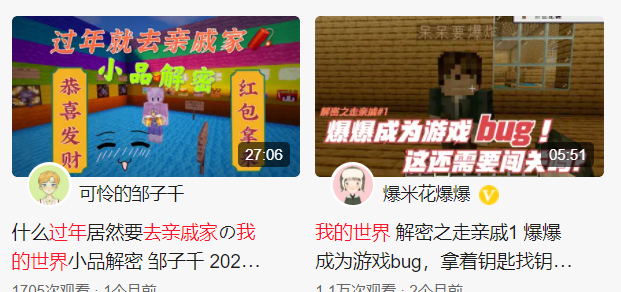 过年就去亲戚家
小品解密
恭喜发财
红包拿
27:06
可怜的邹子千
什么过年居然要去亲戚家の我
的世界小品解密 邹子千 202...
1705次观看 · 1个月前
呆呆要爆炸
解密之走亲戚#1
爆爆成为游戏bug!
这还需要闯关吗?!
05:51
爆米花爆爆
我的世界 解密之走亲戚1 爆爆
成为游戏bug，拿着钥匙找钥...
1.1万次观看 · 2个月前